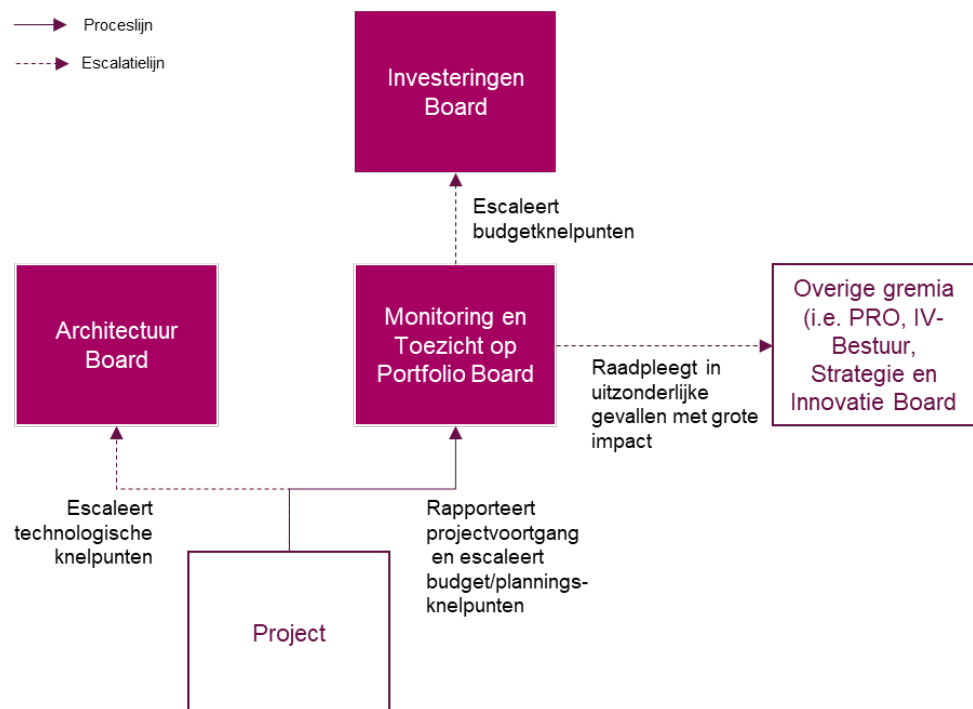 Proceslijn
Escalatielijn
Investeringen
Board
Escaleert
budgetknelpunten
Architectuur
Board
Monitoring en
Toezicht op
Portfolio Board
Overige gremia
(i.e. PRO, IV-
Bestuur,
Strategie en
Innovatie Board
Raadpleegt in
uitzonderlijke
gevallen met grote
impact
Escaleert
technologische
knelpunten
Rapporteert
projectvoortgang
en escaleert
budget/plannings-
knelpunten
Project